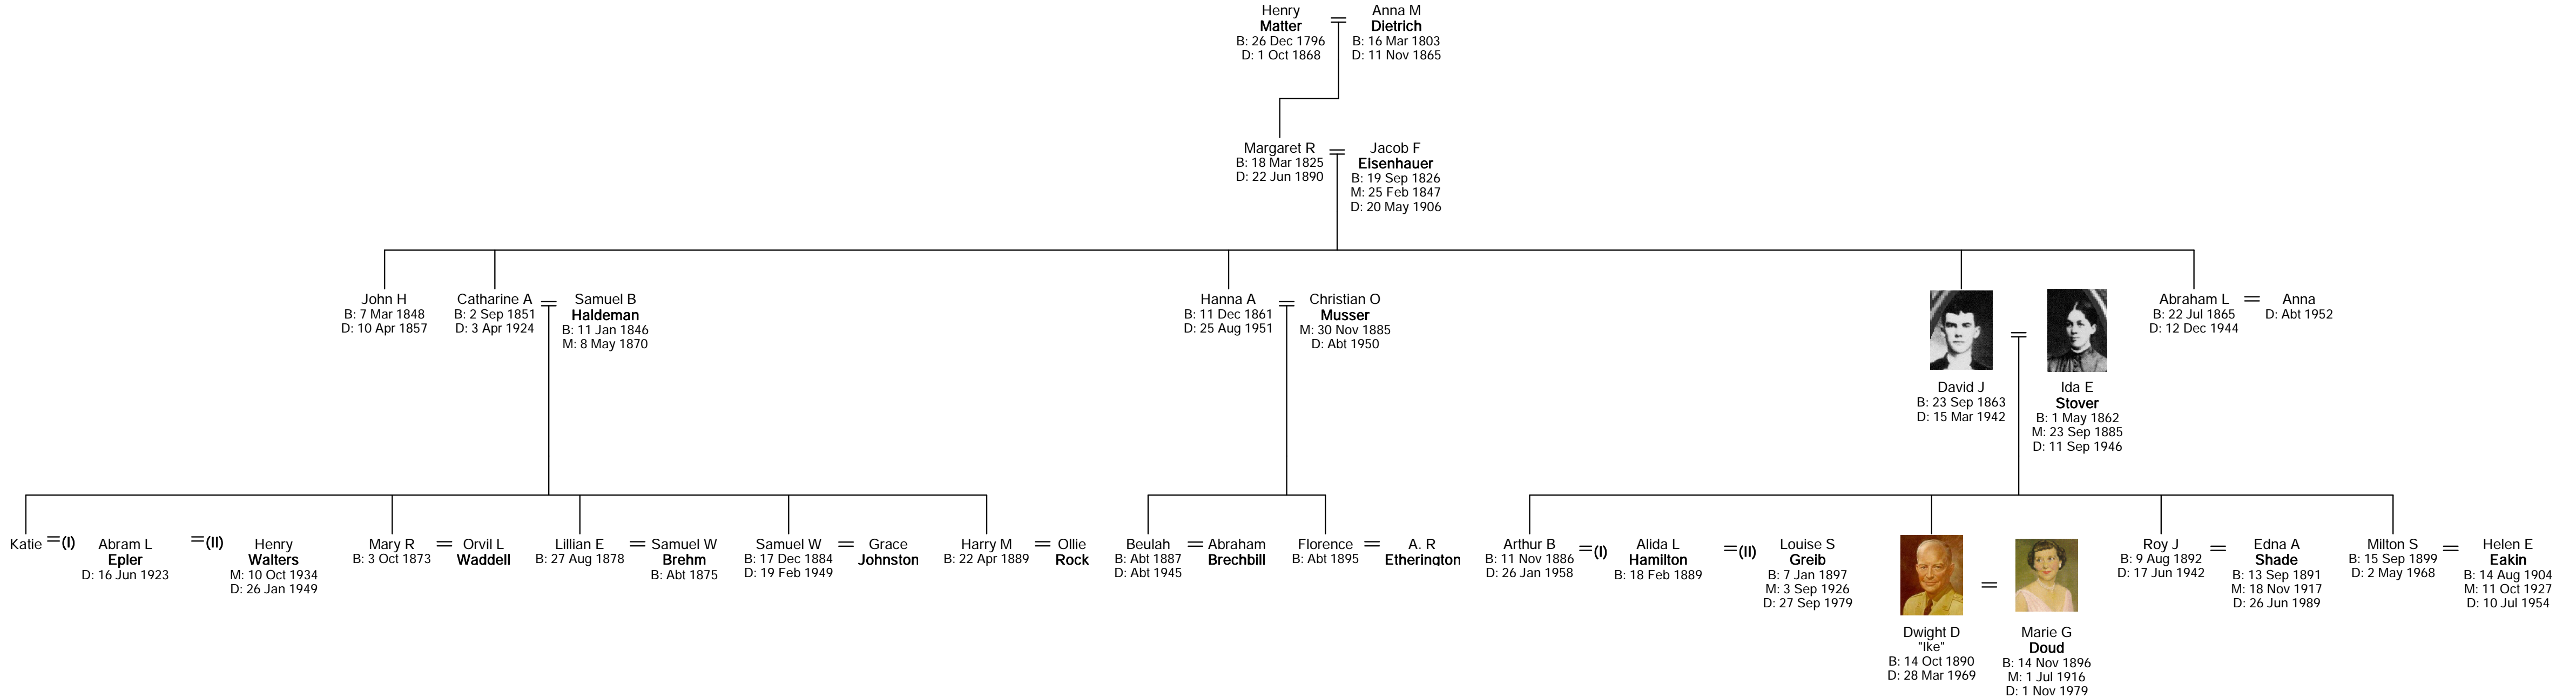 Henry
Matter
B: 26 Dec 1796
D: 1 Oct 1868
=
Anna M
Dietrich
B: 16 Mar 1803
D: 11 Nov 1865
Margaret R
B: 18 Mar 1825
D: 22 Jun 1890
=
Jacob F
Eisenhauer
B: 19 Sep 1826
M: 25 Feb 1847
D: 20 May 1906
John H
B: 7 Mar 1848
D: 10 Apr 1857
Catharine A
B: 2 Sep 1851
D: 3 Apr 1924
=
Samuel B
Haldeman
B: 11 Jan 1846
M: 8 May 1870
Hanna A
B: 11 Dec 1861
D: 25 Aug 1951
=
Christian O
Musser
M: 30 Nov 1885
D: Abt 1950
David J
B: 23 Sep 1863
D: 15 Mar 1942
=
Ida E
Stover
B: 1 May 1862
M: 23 Sep 1885
D: 11 Sep 1946
Abraham L
B: 22 Jul 1865
D: 12 Dec 1944
=
Anna
D: Abt 1952
Katie
=(I)
Abram L
Epler
D: 16 Jun 1923
=(II)
Henry
Walters
M: 10 Oct 1934
D: 26 Jan 1949
Mary R
B: 3 Oct 1873
=
Orvil L
Waddell
Lillian E
B: 27 Aug 1878
=
Samuel W
Brehm
B: Abt 1875
Samuel W
B: 17 Dec 1884
D: 19 Feb 1949
=
Grace
Johnston
Harry M
B: 22 Apr 1889
=
Ollie
Rock
Beulah
B: Abt 1887
D: Abt 1945
=
Abraham
Brechbill
Florence
B: Abt 1895
=
A. R
Etherington
Arthur B
B: 11 Nov 1886
D: 26 Jan 1958
=(I)
Alida L
Hamilton
B: 18 Feb 1889
=(II)
Louise S
Greib
B: 7 Jan 1897
M: 3 Sep 1926
D: 27 Sep 1979
Dwight D
"Ike"
B: 14 Oct 1890
D: 28 Mar 1969
=
Marie G
Doud
B: 14 Nov 1896
M: 1 Jul 1916
D: 1 Nov 1979
Roy J
B: 9 Aug 1892
D: 17 Jun 1942
=
Edna A
Shade
B: 13 Sep 1891
M: 18 Nov 1917
D: 26 Jun 1989
Milton S
B: 15 Sep 1899
D: 2 May 1968
=
Helen E
Eakin
B: 14 Aug 1904
M: 11 Oct 1927
D: 10 Jul 1954